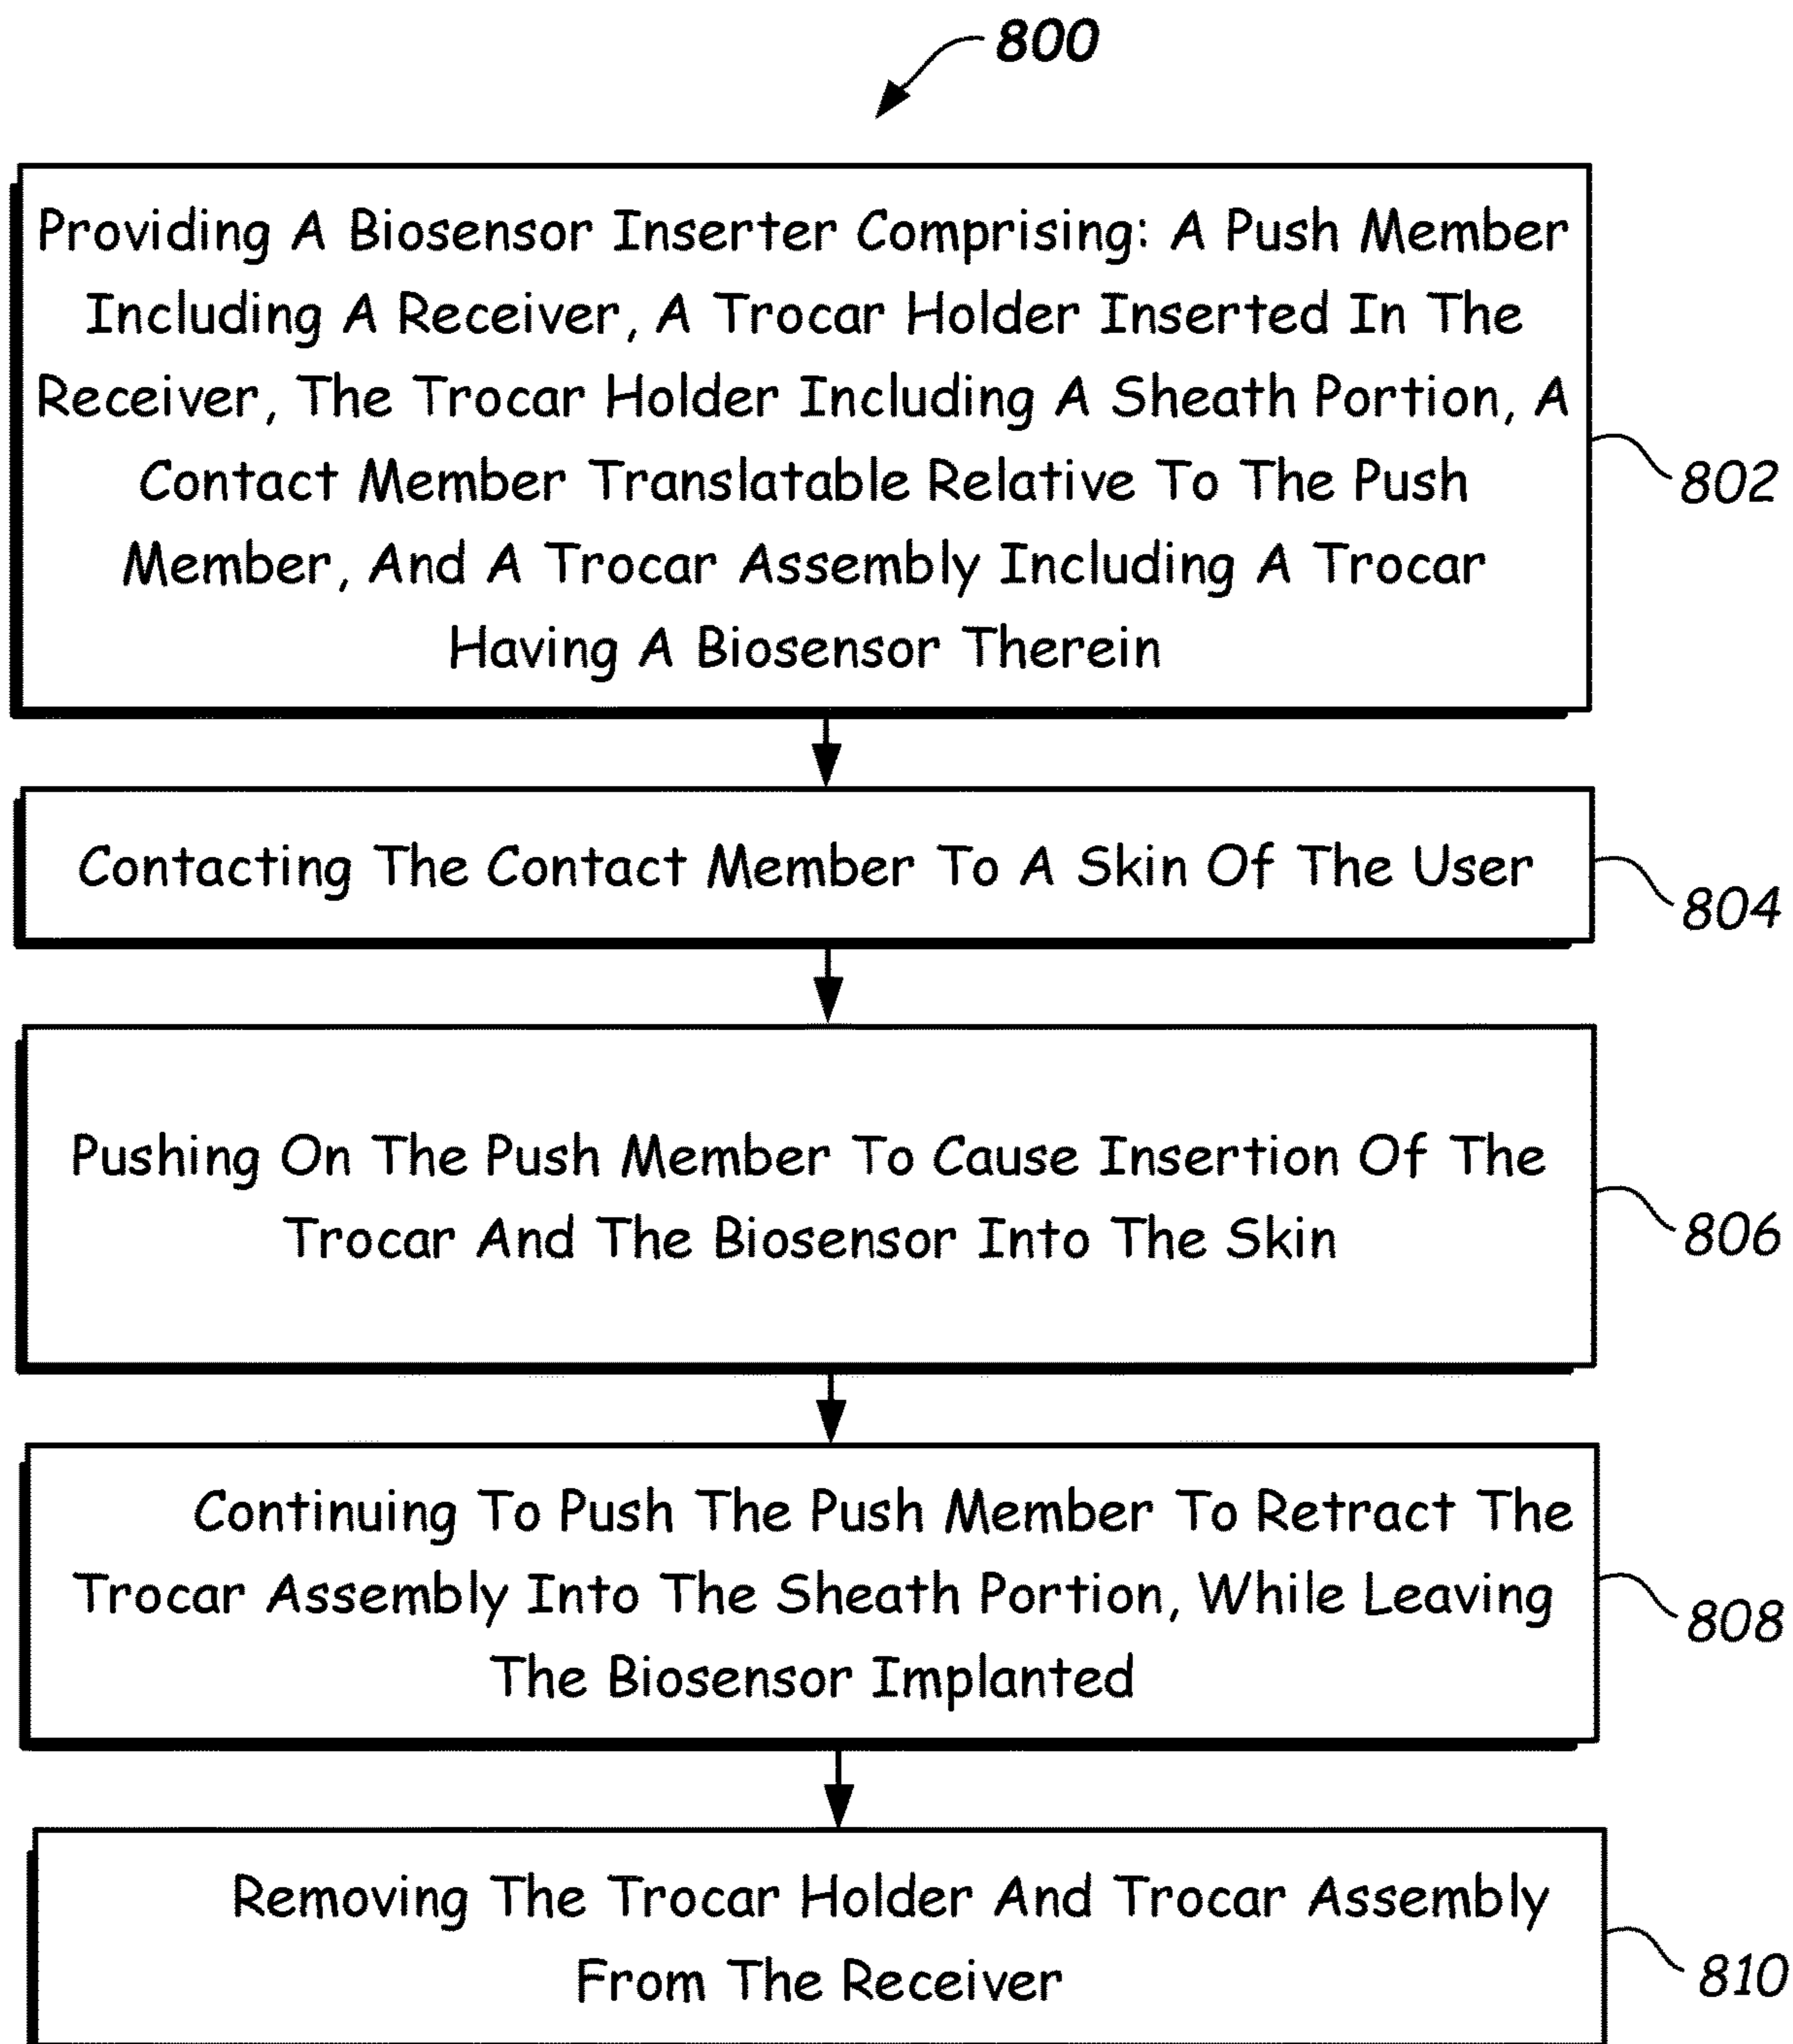 800
Providing A Biosensor Inserter Comprising: A Push Member
Including A Receiver, A Trocar Holder Inserted In The
Receiver, The Trocar Holder Including A Sheath Portion, A
Contact Member Translatable Relative To The Push
Member, And A Trocar Assembly Including A Trocar
Having A Biosensor Therein
802
Contacting The Contact Member To A Skin Of The User
804
Pushing On The Push Member To Cause Insertion Of The
Trocar And The Biosensor Into The Skin
806
Continuing To Push The Push Member To Retract The
Trocar Assembly Into The Sheath Portion, While Leaving
The Biosensor Implanted
808
Removing The Trocar Holder And Trocar Assembly
From The Receiver
810